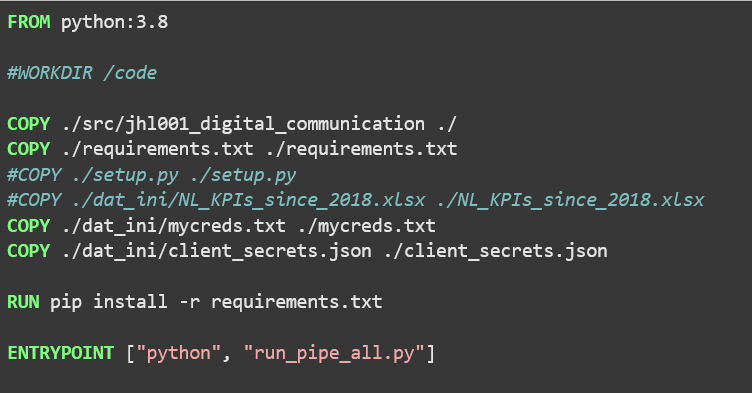 FROM python:3.8
#WORKDIR /code
COPY ./src/jhl001_digital_communication ./
COPY ./requirements.txt ./requirements.txt
#COPY ./setup.py ./setup.py
#COPY ./dat_ini/NL_KPIs_since_2018.xlsx ./NL_KPIs_since_2018.xlsx
COPY ./dat_ini/mycreds.txt ./mycreds.txt
COPY ./dat_ini/client_secrets.json ./client_secrets.json
RUN pip install -r requirements.txt
ENTRYPOINT ["python", "run_pipe_all.py"]